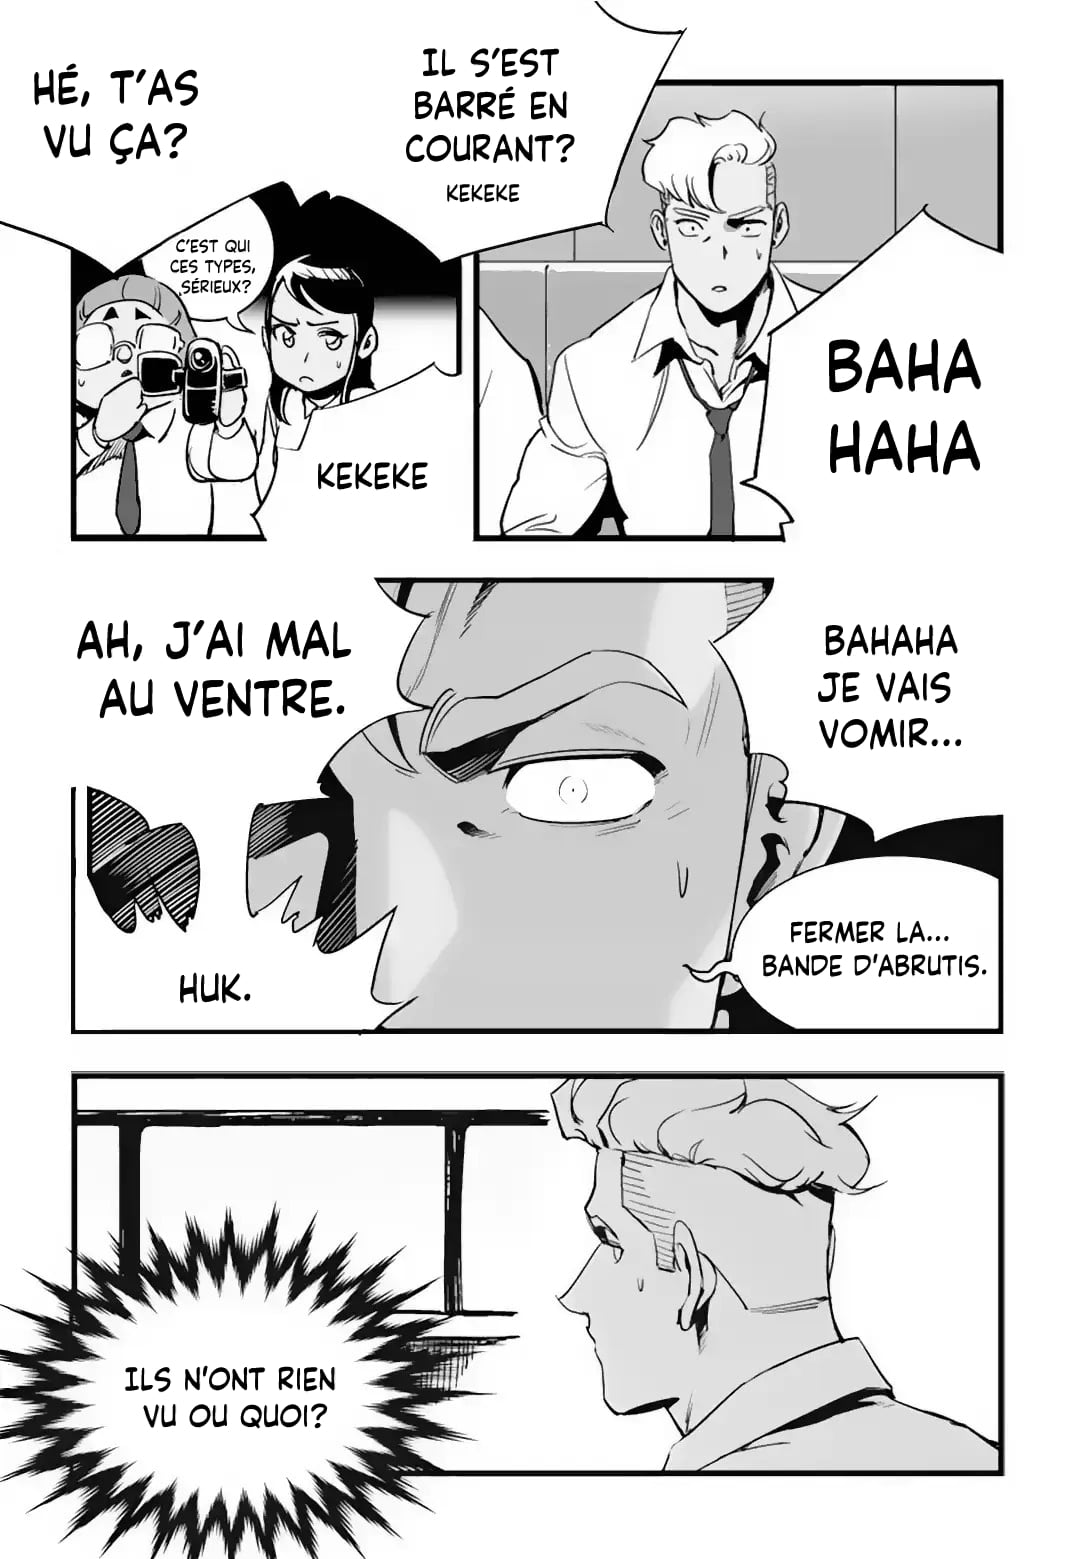 HÉ, T'AS
VU ÇA?
IL S'EST
BARRÉ EN
COURANT?
KEKEKE
C'EST QUI
CES TYPES,
SÉRIEUX?
KEKEKE
BAHA
HAHA
AH, J'AI MAL
AU VENTRE.
BAHAHA
JE VAIS
VOMIR...
HUK.
FERMER LA...
BANDE D'ABRUTIS.
ILS N'ONT RIEN
VU OU QUOI?